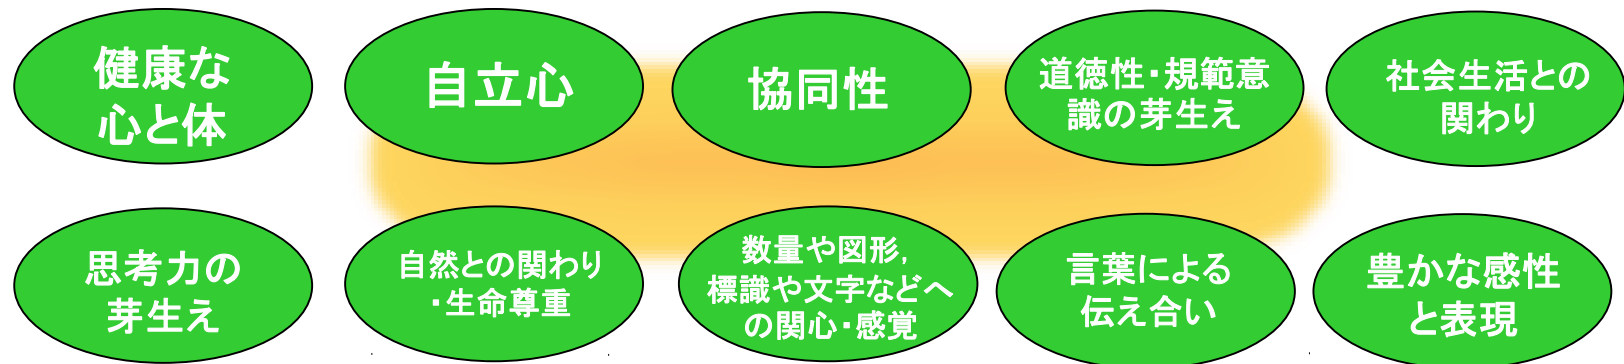 健康な
心と体
自立心
協同性
道徳性・規範意
識の芽生え
社会生活との
関わり
思考力の
芽生え
自然との関わり
・生命尊重
数量や図形,
標識や文字などへ
の関心・感覚
言葉による
伝え合い
豊かな感性
と表現